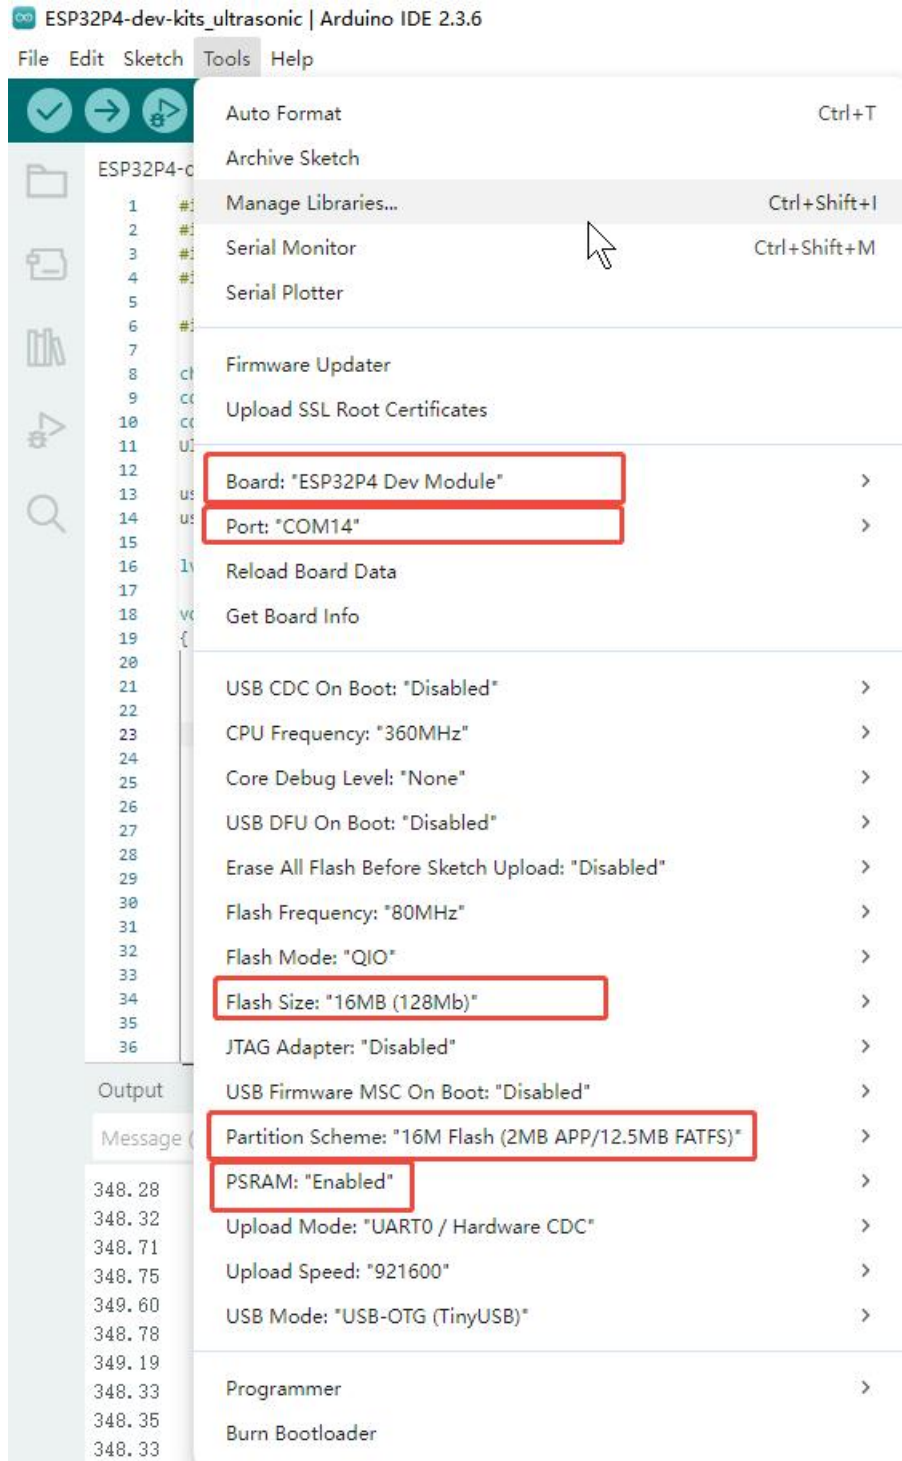 ESP32P4-dev-kits_ultrasonic | Arduino IDE 2.3.6
File Edit Sketch Tools Help
Auto Format Ctrl+T
ESP32P4-d
Archive Sketch
1 #i
Manage Libraries... Ctrl+Shift+I
2 #i
3 #i
Serial Monitor Ctrl+Shift+M
4 #i
5
Serial Plotter
6 #i
7
Firmware Updater
8 ch
9 co
10 co
Upload SSL Root Certificates
11 Ul
12
Board: "ESP32P4 Dev Module"
13 us
14 us
Port: "COM14"
15
16 lv
Reload Board Data
17
18 vo
Get Board Info
19 {
20
21
USB CDC On Boot: "Disabled"
22
23
CPU Frequency: "360MHz"
24
25
Core Debug Level: "None"
26
27
USB DFU On Boot: "Disabled"
28
29
Erase All Flash Before Sketch Upload: "Disabled"
30
31
Flash Frequency: "80MHz"
32
Flash Mode: "QIO"
33
34
Flash Size: "16MB (128Mb)"
35
36
JTAG Adapter: "Disabled"
Output
USB Firmware MSC On Boot: "Disabled"
Message (
Partition Scheme: "16M Flash (2MB APP/12.5MB FATFS)"
348.28
PSRAM: "Enabled"
348.32
Upload Mode: "UART0 / Hardware CDC"
348.71
348.75
Upload Speed: "921600"
349.60
USB Mode: "USB-OTG (TinyUSB)"
348.78
349.19
348.33
Programmer
348.35
Burn Bootloader
348.33